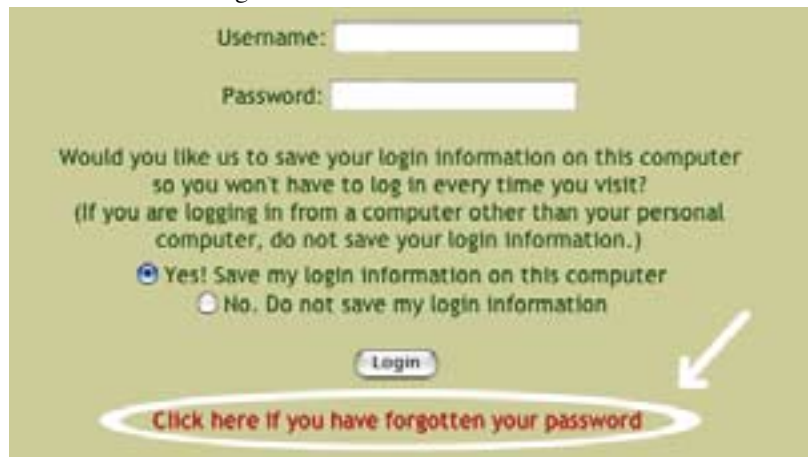 Username:
Password:
Would you like us to save your login information on this computer
so you won't have to log in every time you visit?
(If you are logging in from a computer other than your personal
computer, do not save your login information.)
Yes! Save my login information on this computer
No. Do not save my login information
Login
Click here if you have forgotten your password